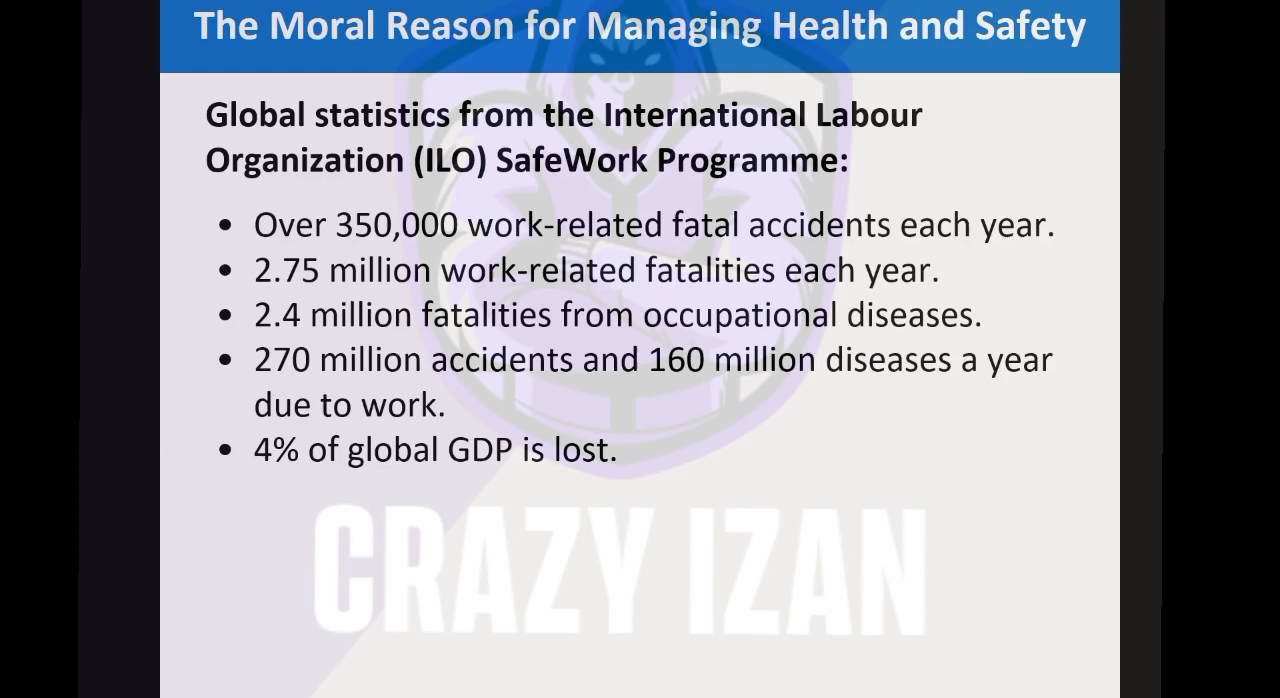 The Moral Reason for Managing Health and Safety
Global statistics from the International Labour
Organization (ILO) SafeWork Programme:
• Over 350,000 work-related fatal accidents each year.
• 2.75 million work-related fatalities each year.
• 2.4 million fatalities from occupational diseases.
• 270 million accidents and 160 million diseases a year
due to work.
• 4% of global GDP is lost.
CRAZY IZAN